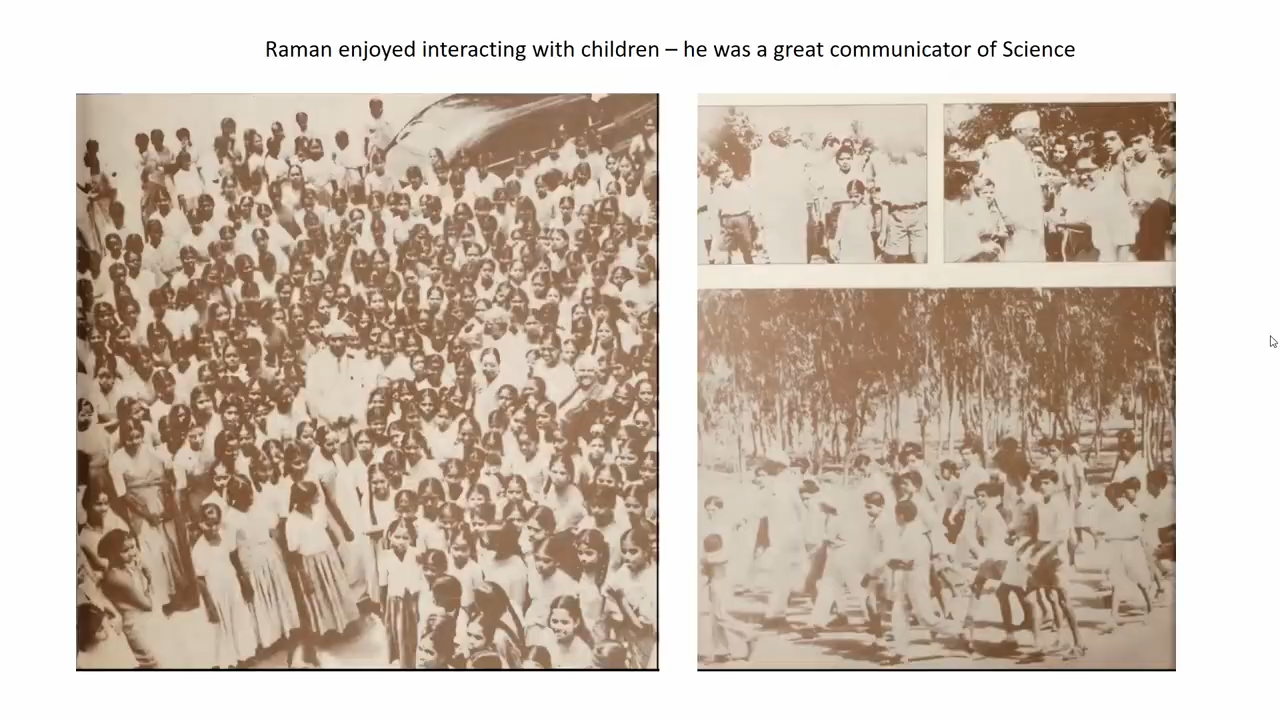 Raman enjoyed interacting with children – he was a great communicator of Science